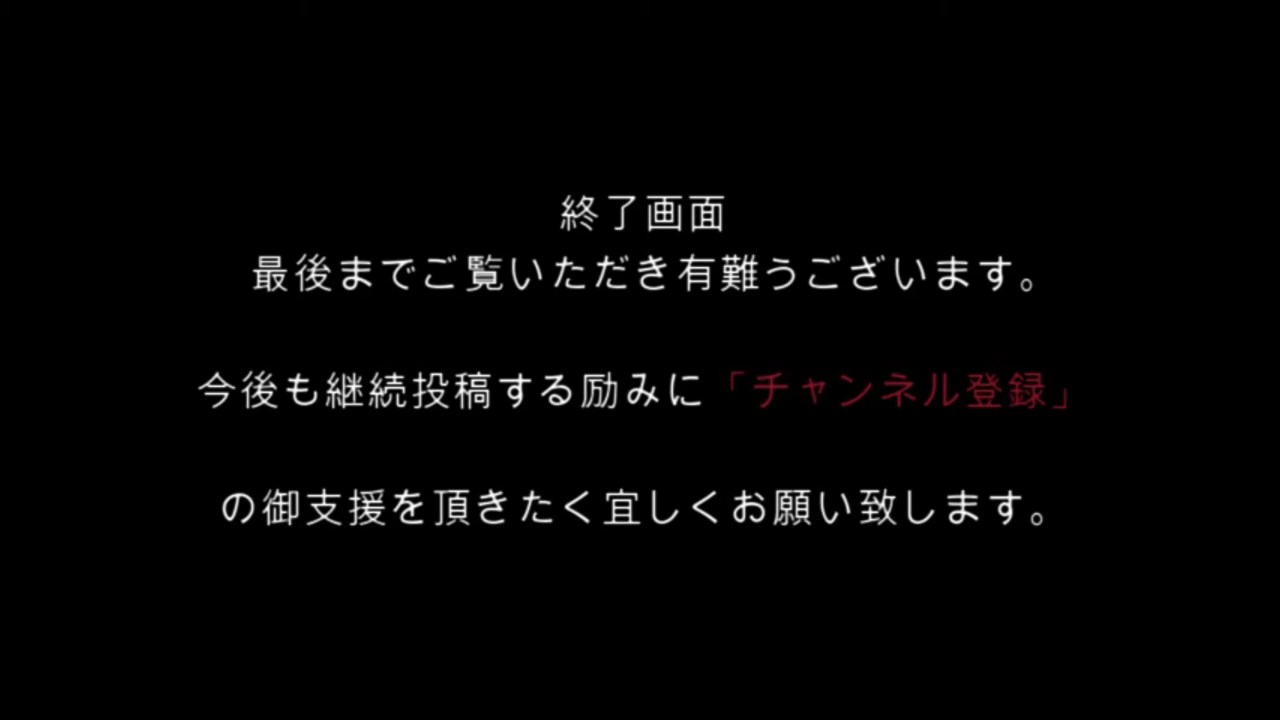 終了画面
最後までご覧いただき有難うございます。
今後も継続投稿する励みに「チャンネル登録」
の御支援を頂きたく宜しくお願い致します。